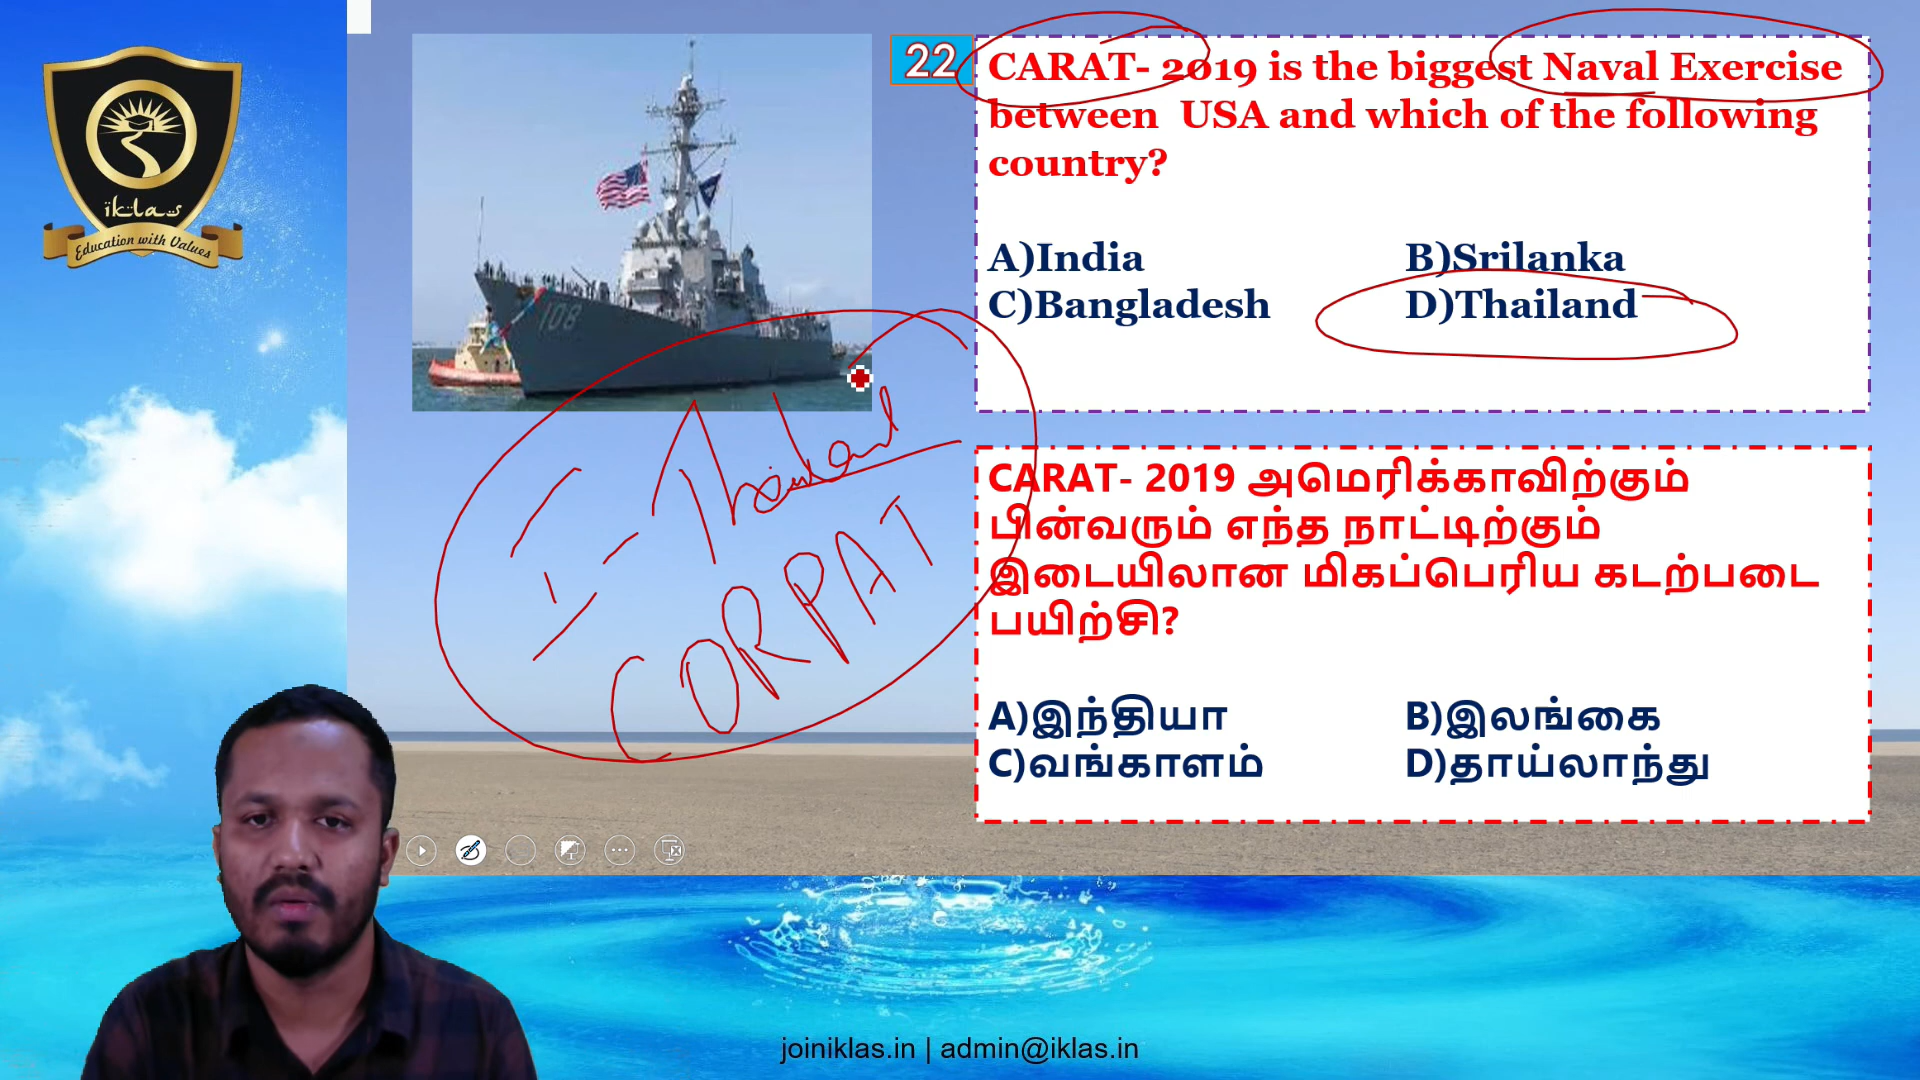 iklas
Education with Values
108
22
CARAT- 2019 is the biggest Naval Exercise
between USA and which of the following
country?
A)India B)Srilanka
C)Bangladesh D)Thailand
I - Thailand
CORPAT
CARAT- 2019 அமெரிக்காவிற்கும்
பின்வரும் எந்த நாட்டிற்கும்
இடையிலான மிகப்பெரிய கடற்படை
பயிற்சி?
A)இந்தியா B)இலங்கை
C)வங்காளம் D)தாய்லாந்து
joiniklas.in | admin@iklas.in